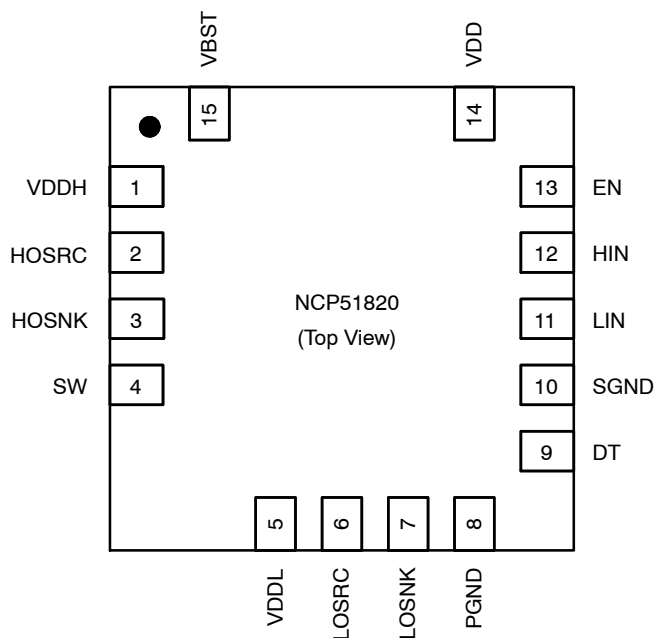 VBST
VDD
15
14
VDDH 1
13 EN
HOSRC 2
12 HIN
HOSNK 3
11 LIN
NCP51820
(Top View)
SW 4
10 SGND
9 DT
5
6
7
8
VDDL
LOSRC
LOSNK
PGND